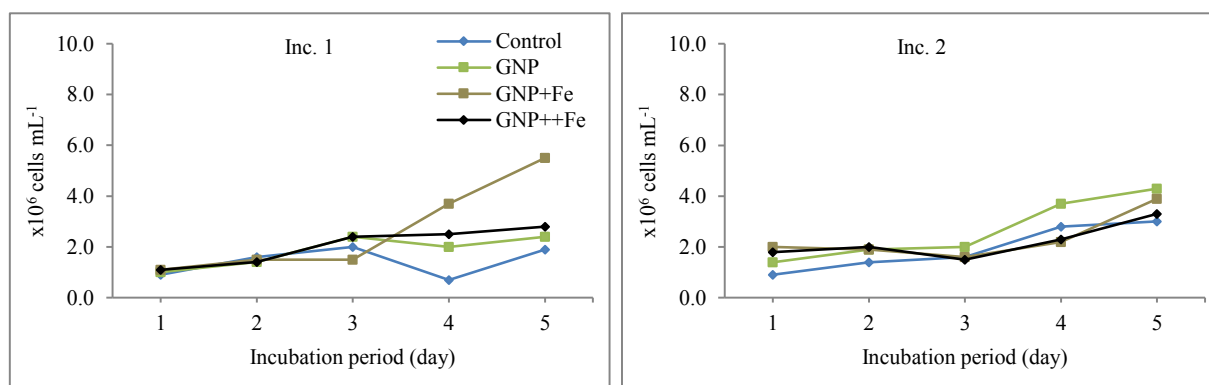 Inc. 1
Control
GNP
GNP+Fe
GNP++Fe
10.0
8.0
6.0
4.0
2.0
0.0
x10⁶ cells mL⁻¹
1 2 3 4 5
Incubation period (day)
Inc. 2
10.0
8.0
6.0
4.0
2.0
0.0
x10⁶ cells mL⁻¹
1 2 3 4 5
Incubation period (day)